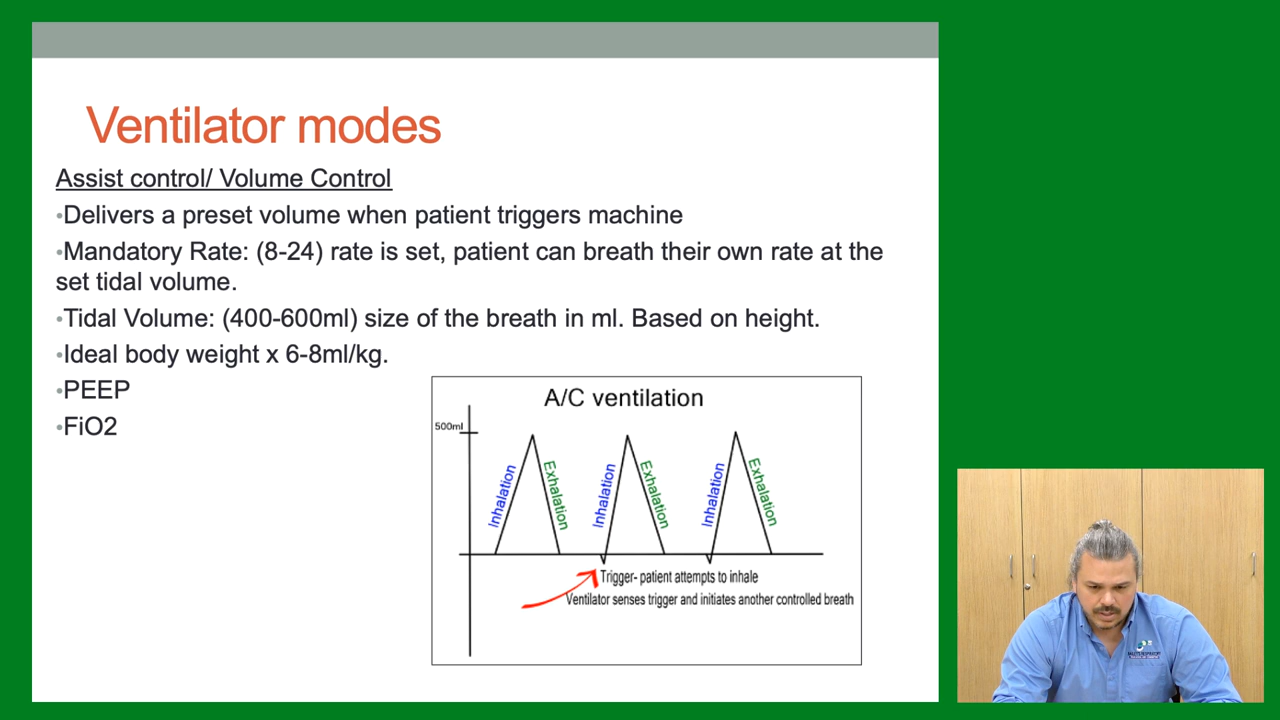 Ventilator modes
Assist control/ Volume Control
•Delivers a preset volume when patient triggers machine
•Mandatory Rate: (8-24) rate is set, patient can breath their own rate at the
set tidal volume.
•Tidal Volume: (400-600ml) size of the breath in ml. Based on height.
•Ideal body weight x 6-8ml/kg.
•PEEP
•FiO2
A/C ventilation
500ml
Inhalation
Exhalation
Inhalation
Exhalation
Inhalation
Exhalation
Trigger- patient attempts to inhale
Ventilator senses trigger and initiates another controlled breath